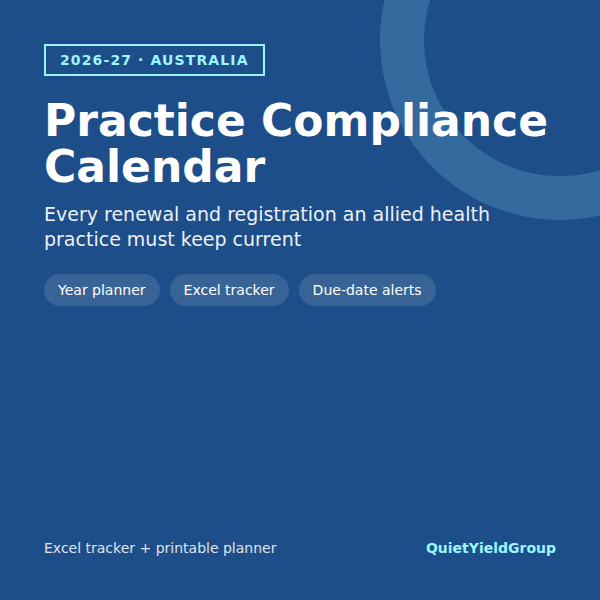 2026-27 · AUSTRALIA
Practice Compliance
Calendar
Every renewal and registration an allied health
practice must keep current
Year planner
Excel tracker
Due-date alerts
Excel tracker + printable planner
QuietYieldGroup